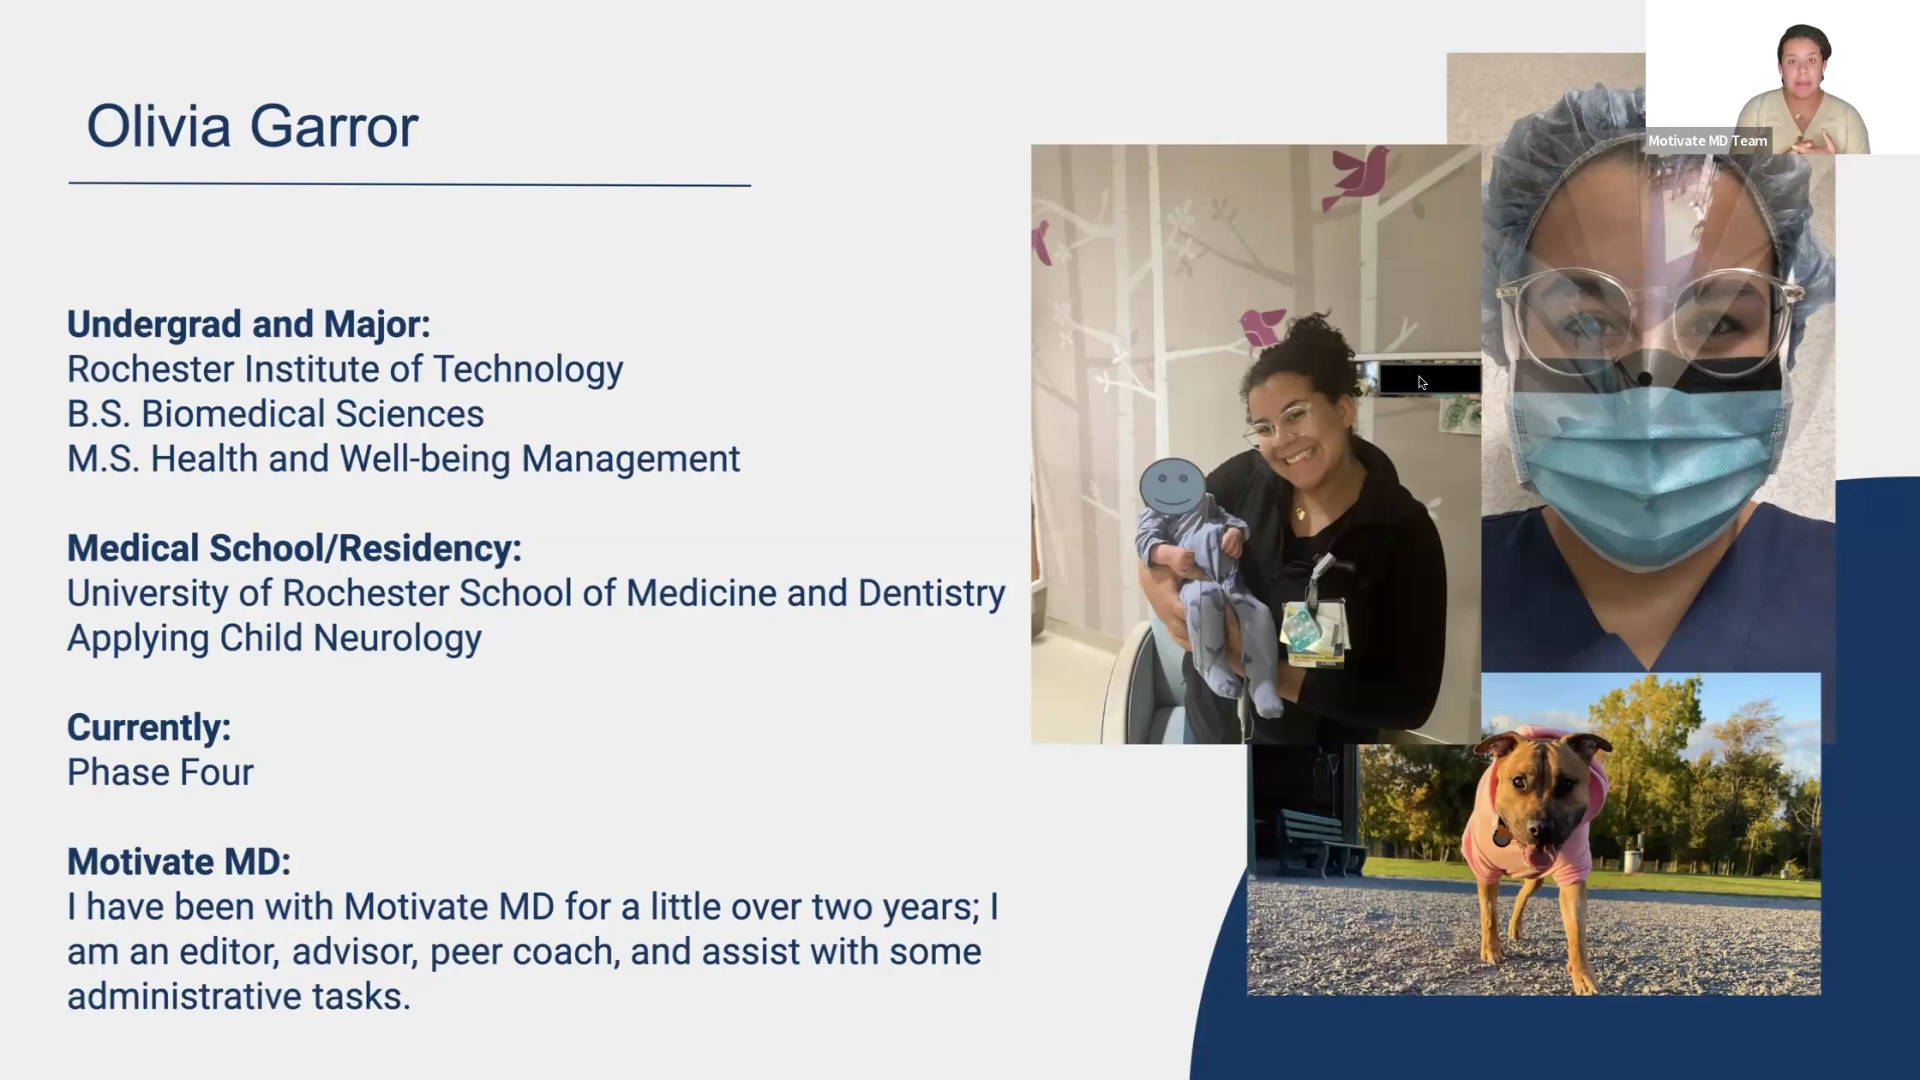 Olivia Garror
Motivate MD Team
Undergrad and Major:
Rochester Institute of Technology
B.S. Biomedical Sciences
M.S. Health and Well-being Management
Medical School/Residency:
University of Rochester School of Medicine and Dentistry
Applying Child Neurology
Currently:
Phase Four
Motivate MD:
I have been with Motivate MD for a little over two years; I
am an editor, advisor, peer coach, and assist with some
administrative tasks.